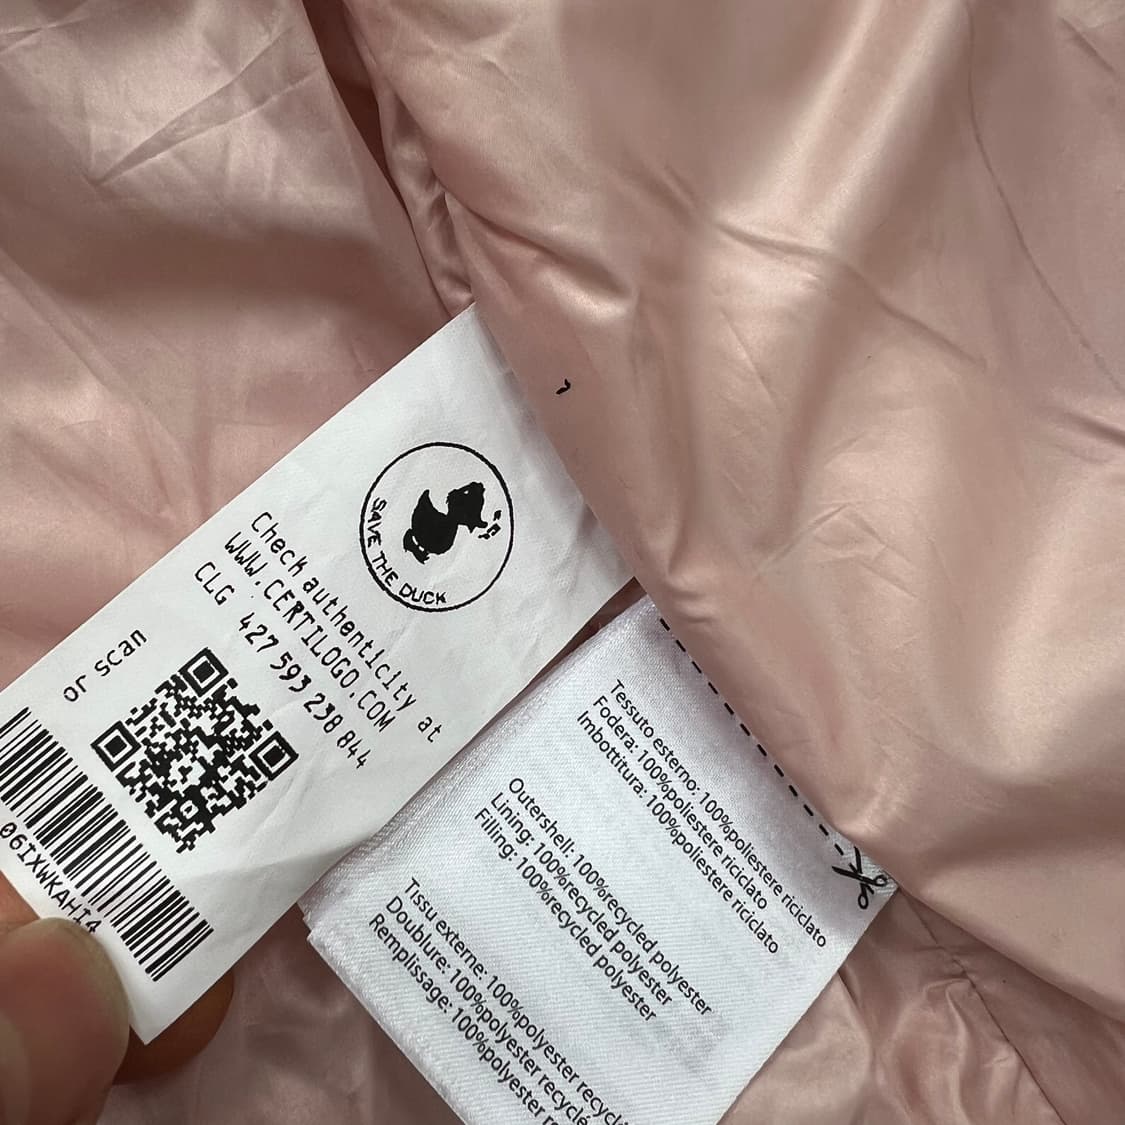 SAVE THE DUCK
Check authenticity at
WWW.CERTILOGO.COM
CLG 427 593 238 844
or scan
06IXWKAHI4
Tessuto esterno: 100%poliestere riciclato
Fodera: 100%poliestere riciclato
Imbottitura: 100%poliestere riciclato
Outershell: 100%recycled polyester
Lining: 100%recycled polyester
Filling: 100%recycled polyester
Tissu externe: 100%polyester recyclé
Doublure: 100%polyester recyclé
Remplissage: 100%polyester